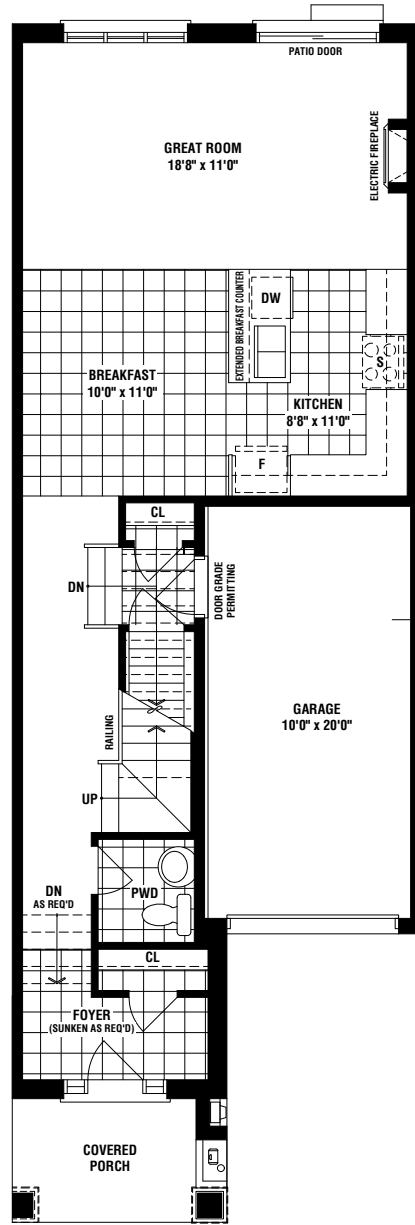 PATIO DOOR
GREAT ROOM
18'8" x 11'0"
ELECTRIC FIREPLACE
EXTENDED BREAKFAST COUNTER
DW
BREAKFAST
10'0" x 11'0"
S
KITCHEN
8'8" x 11'0"
F
CL
DN
DOOR GRADE
PERMITTING
GARAGE
10'0" x 20'0"
RAILING
UP
PWD
DN
AS REQ'D
CL
FOYER
(SUNKEN AS REQ'D)
COVERED
PORCH